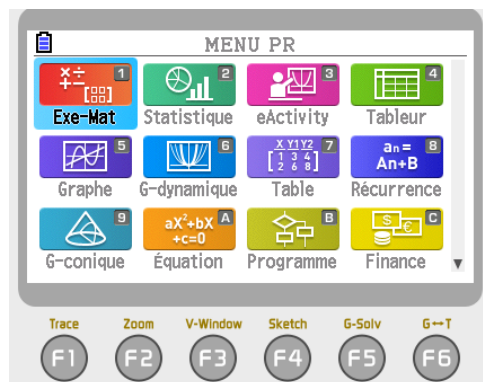 MENU PR
×÷ +− [88] 1
2
3
4
Exe-Mat Statistique eActivity Tableur
5
6
X Y1Y2 7
1 3 4
2 6 8
an= 8
An+B
Graphe G-dynamique Table Récurrence
9
aX²+bX A
+c=0
B
$ € C
G-conique Équation Programme Finance
Trace Zoom V-Window Sketch G-Solv G↔T
F1 F2 F3 F4 F5 F6